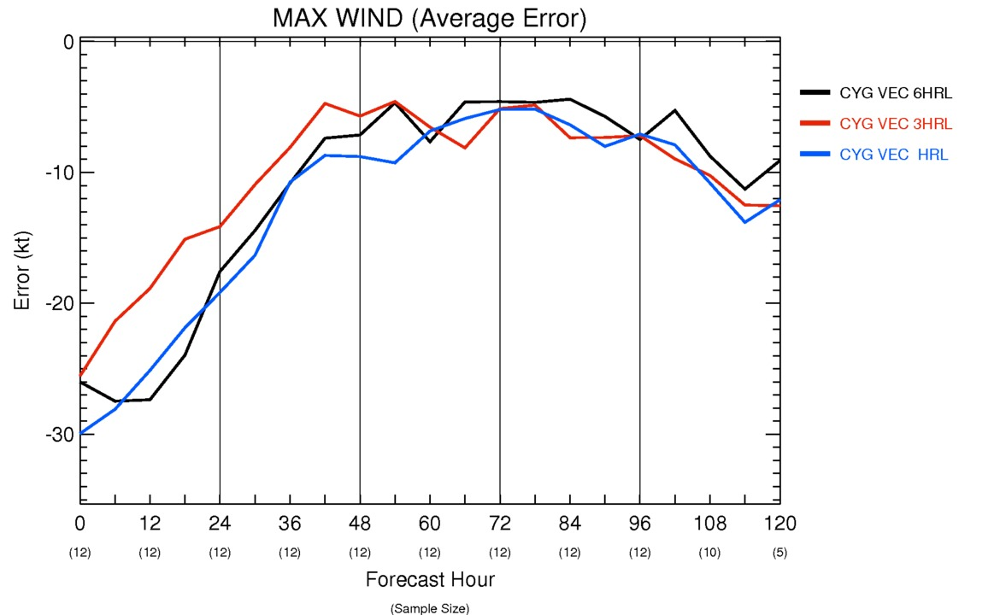 MAX WIND (Average Error)
0
-10
-20
-30
Error (kt)
CYG VEC 6HRL
CYG VEC 3HRL
CYG VEC  HRL
0 12 24 36 48 60 72 84 96 108 120
(12) (12) (12) (12) (12) (12) (12) (12) (12) (10) (5)
Forecast Hour
(Sample Size)